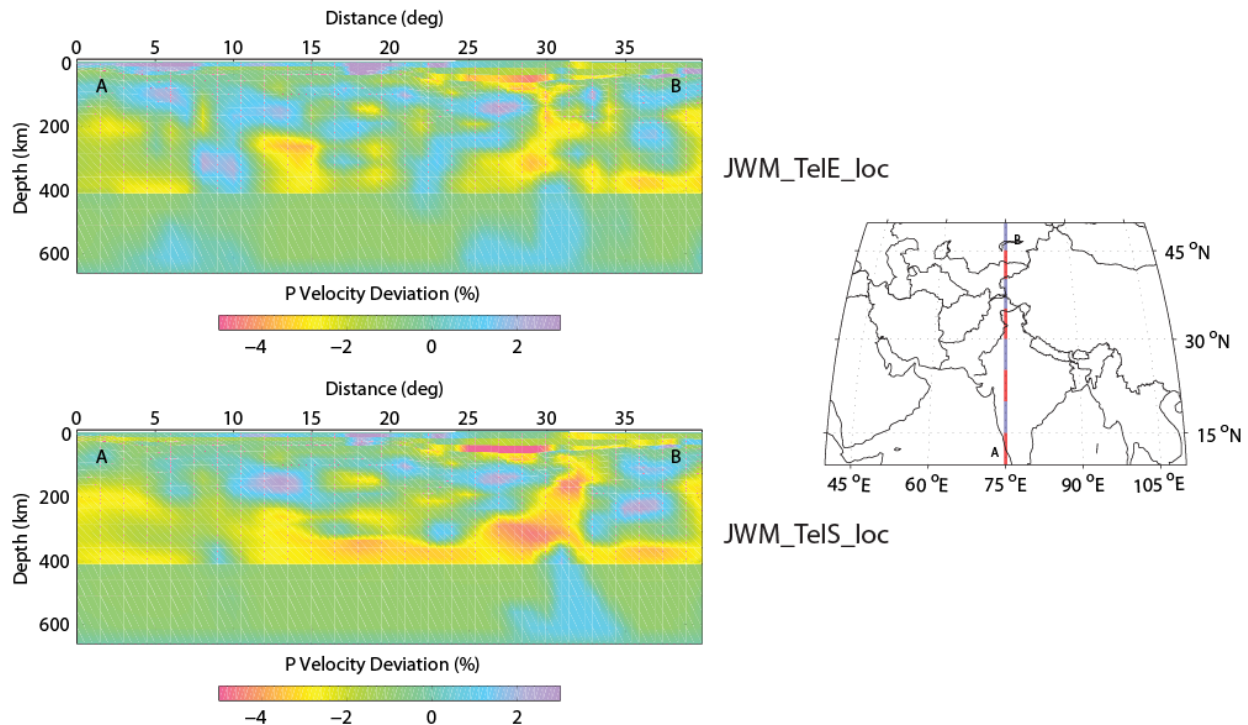 Distance (deg)
0 5 10 15 20 25 30 35
0
A B
200
Depth (km)
400
600
P Velocity Deviation (%)
−4 −2 0 2
JWM_TelE_loc
Distance (deg)
0 5 10 15 20 25 30 35
0
A B
200
Depth (km)
400
600
P Velocity Deviation (%)
−4 −2 0 2
JWM_TelS_loc
B
45 °N
30 °N
A
15 °N
45 °E 60 °E 75 °E 90 °E 105 °E